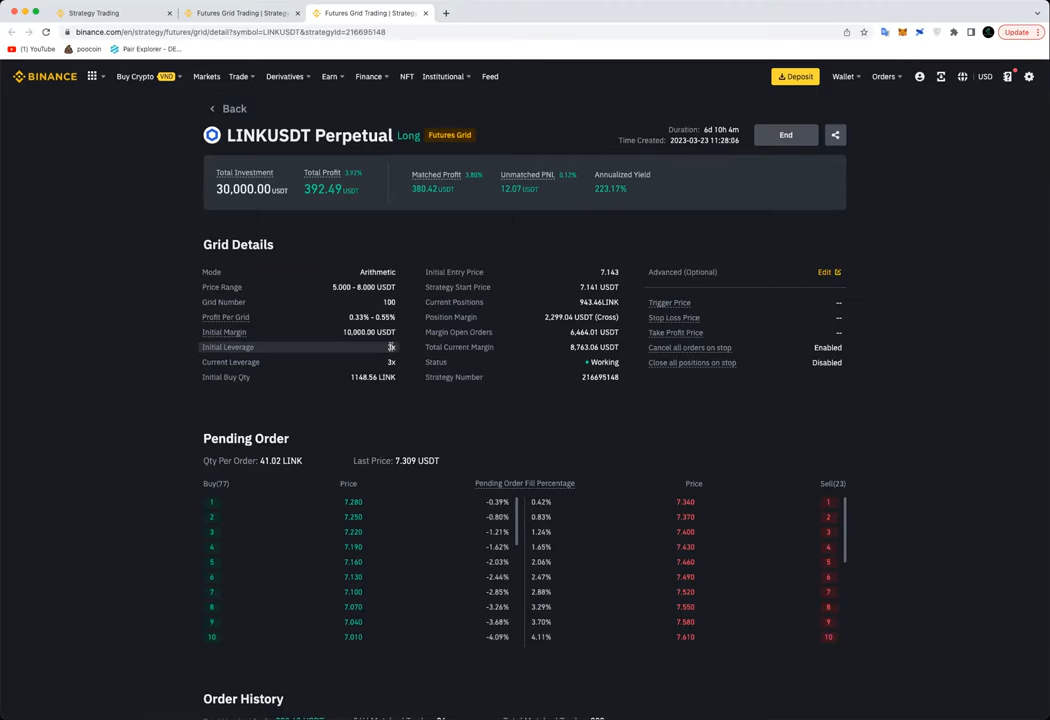 Strategy Trading
Futures Grid Trading | Strateg
Futures Grid Trading | Strateg
binance.com/en/strategy/futures/grid/detail?symbol=LINKUSDT&strategyId=216695148
Update
(1) YouTube
poocoin
Pair Explorer - DE...
BINANCE
Buy Crypto VND
Markets
Trade
Derivatives
Earn
Finance
NFT
Institutional
Feed
Deposit
Wallet
Orders
USD
Back
LINKUSDT Perpetual Long Futures Grid
Duration: 6d 10h 4m
Time Created: 2023-03-23 11:28:06
End
Total Investment
30,000.00 USDT
Total Profit 3.92%
392.49 USDT
Matched Profit 3.80%
380.42 USDT
Unmatched PNL 0.12%
12.07 USDT
Annualized Yield
223.17%
Grid Details
Mode Arithmetic
Price Range 5.000 - 8.000 USDT
Grid Number 100
Profit Per Grid 0.33% - 0.55%
Initial Margin 10,000.00 USDT
Initial Leverage 3x
Current Leverage 3x
Initial Buy Qty 1148.56 LINK
Initial Entry Price 7.143
Strategy Start Price 7.141 USDT
Current Positions 943.46LINK
Position Margin 2,299.04 USDT (Cross)
Margin Open Orders 6,464.01 USDT
Total Current Margin 8,763.06 USDT
Status Working
Strategy Number 216695148
Advanced (Optional) Edit
Trigger Price --
Stop Loss Price --
Take Profit Price --
Cancel all orders on stop Enabled
Close all positions on stop Disabled
Pending Order
Qty Per Order: 41.02 LINK Last Price: 7.309 USDT
Buy(77) Price Pending Order Fill Percentage Price Sell(23)
1 7.280 -0.39% 0.42% 7.340 1
2 7.250 -0.80% 0.83% 7.370 2
3 7.220 -1.21% 1.24% 7.400 3
4 7.190 -1.62% 1.65% 7.430 4
5 7.160 -2.03% 2.06% 7.460 5
6 7.130 -2.44% 2.47% 7.490 6
7 7.100 -2.85% 2.88% 7.520 7
8 7.070 -3.26% 3.29% 7.550 8
9 7.040 -3.68% 3.70% 7.580 9
10 7.010 -4.09% 4.11% 7.610 10
Order History